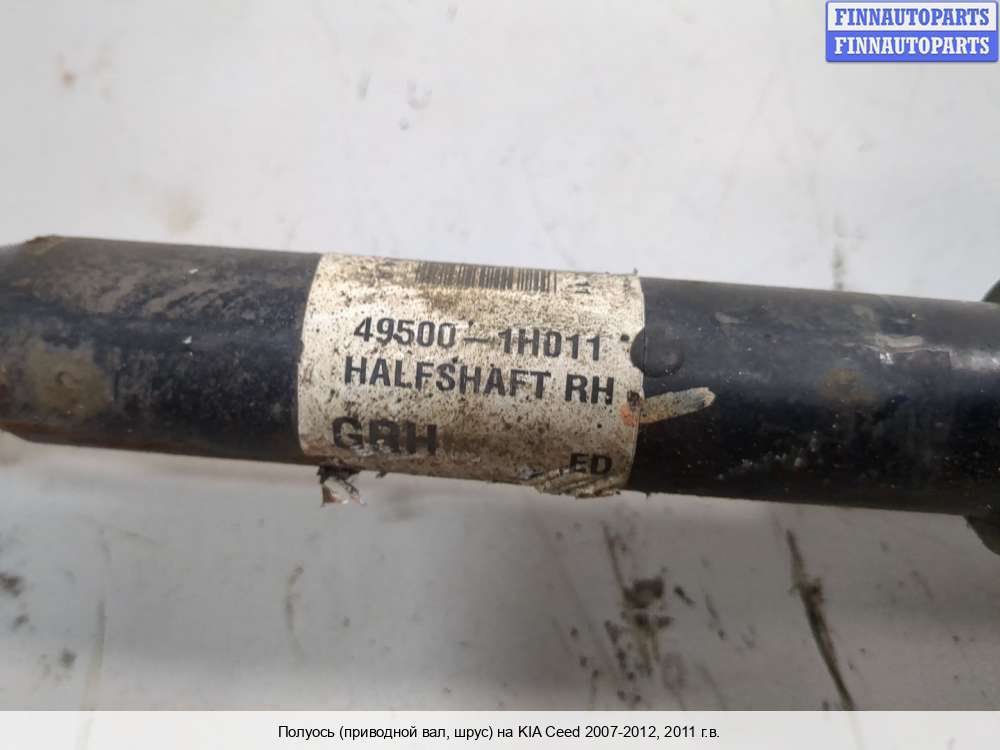 FINNAUTOPARTS
FINNAUTOPARTS
49500-1H011
HALFSHAFT RH
GRH
ED
Полуось (приводной вал, шрус) на KIA Ceed 2007-2012, 2011 г.в.